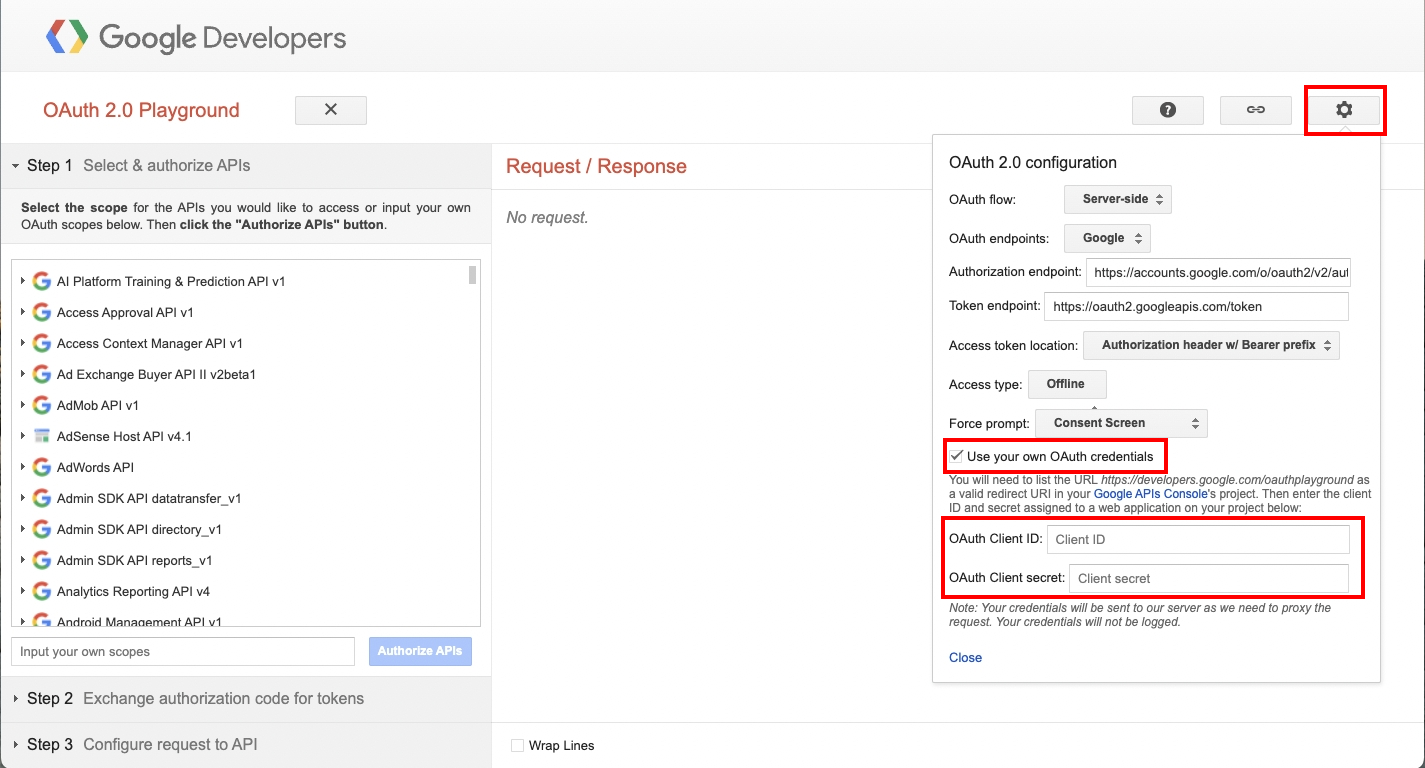 Google Developers
OAuth 2.0 Playground
Step 1 Select & authorize APIs
Select the scope for the APIs you would like to access or input your own
OAuth scopes below. Then click the "Authorize APIs" button.
AI Platform Training & Prediction API v1
Access Approval API v1
Access Context Manager API v1
Ad Exchange Buyer API II v2beta1
AdMob API v1
AdSense Host API v4.1
AdWords API
Admin SDK API datatransfer_v1
Admin SDK API directory_v1
Admin SDK API reports_v1
Analytics Reporting API v4
Android Management API v1
Input your own scopes
Authorize APIs
Step 2 Exchange authorization code for tokens
Step 3 Configure request to API
Request / Response
No request.
Wrap Lines
OAuth 2.0 configuration
OAuth flow: Server-side
OAuth endpoints: Google
Authorization endpoint: https://accounts.google.com/o/oauth2/v2/aut
Token endpoint: https://oauth2.googleapis.com/token
Access token location: Authorization header w/ Bearer prefix
Access type: Offline
Force prompt: Consent Screen
Use your own OAuth credentials
You will need to list the URL https://developers.google.com/oauthplayground as
a valid redirect URI in your Google APIs Console's project. Then enter the client
ID and secret assigned to a web application on your project below:
OAuth Client ID: Client ID
OAuth Client secret: Client secret
Note: Your credentials will be sent to our server as we need to proxy the
request. Your credentials will not be logged.
Close